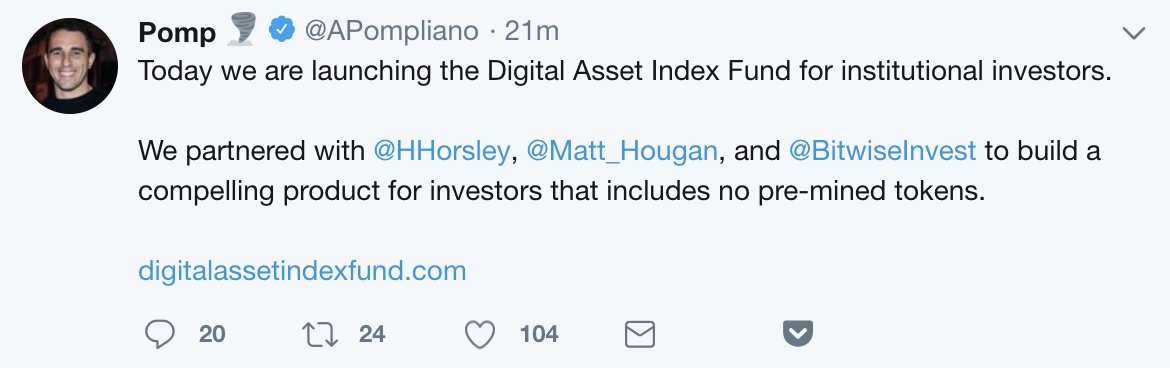 Pomp 🌪 @APompliano · 21m
Today we are launching the Digital Asset Index Fund for institutional investors.
We partnered with @HHorsley, @Matt_Hougan, and @BitwiseInvest to build a
compelling product for investors that includes no pre-mined tokens.
digitalassetindexfund.com
20 24 104